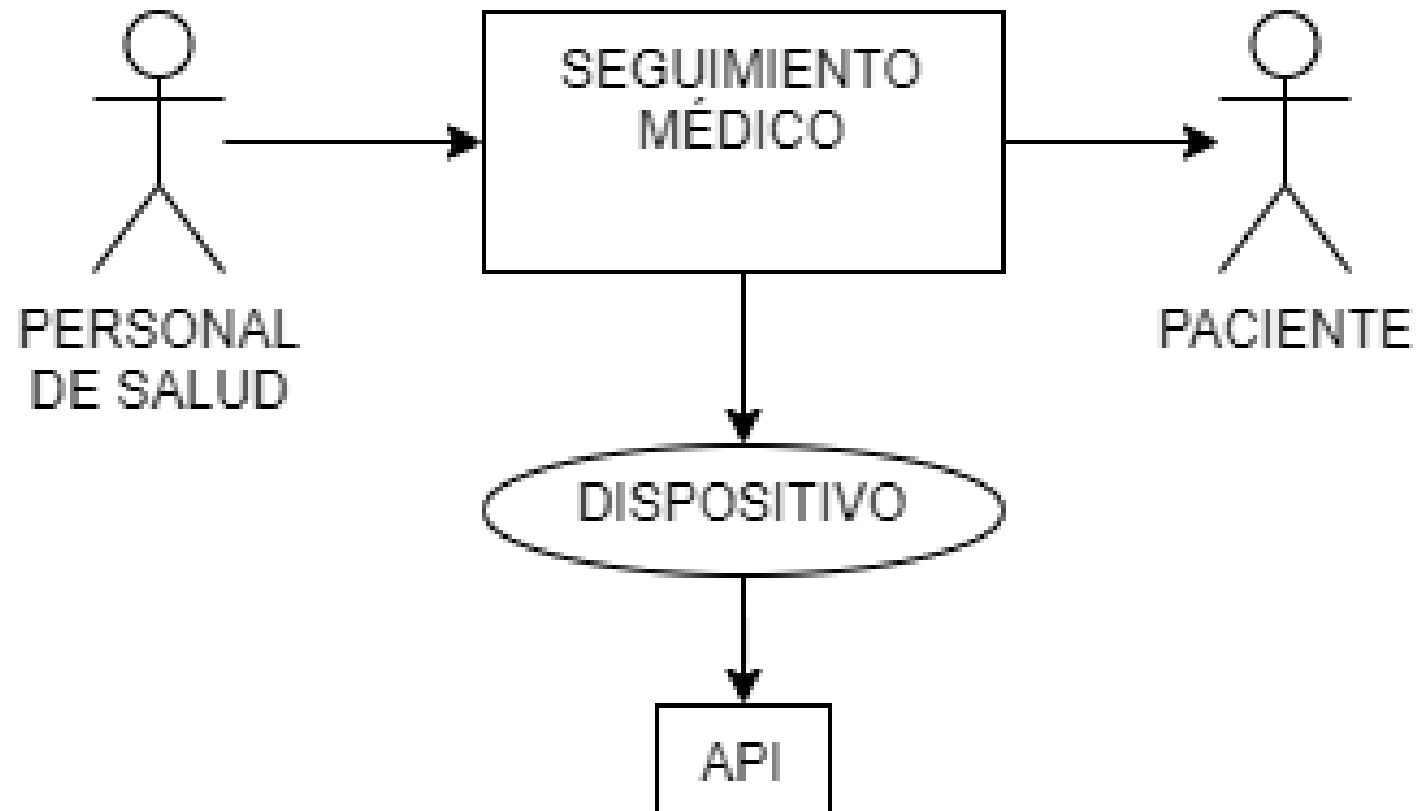 SEGUIMIENTO
MÉDICO
PERSONAL
DE SALUD
PACIENTE
DISPOSITIVO
API